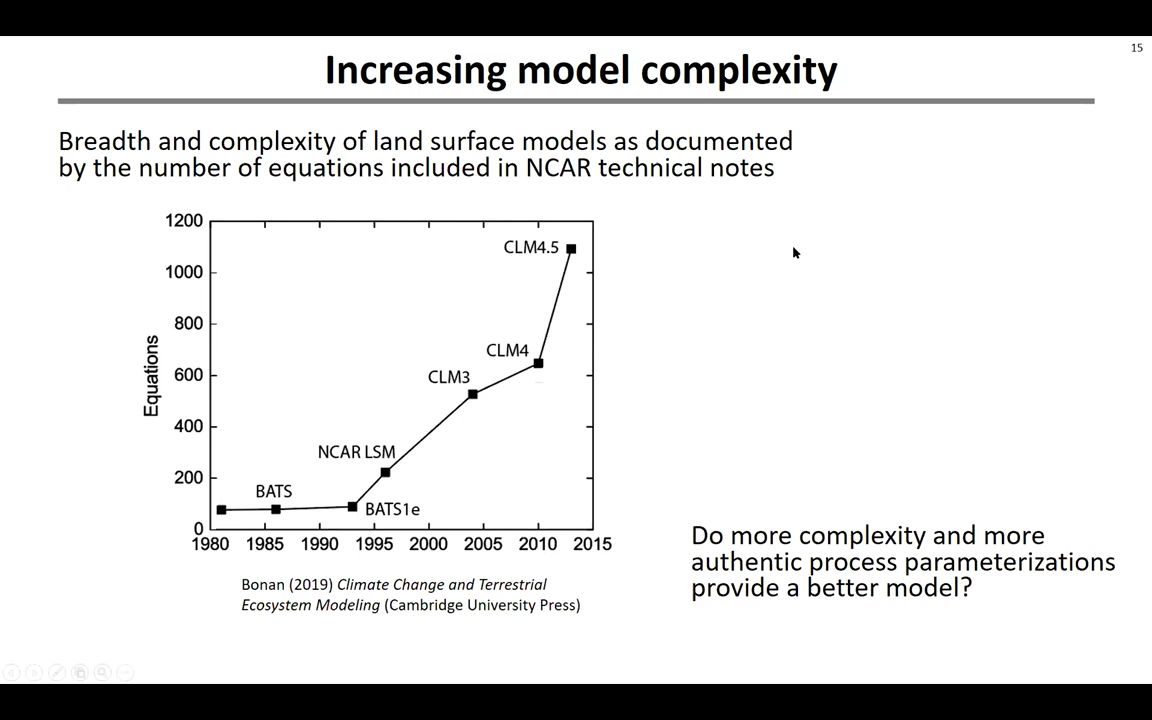 15
Increasing model complexity
Breadth and complexity of land surface models as documented
by the number of equations included in NCAR technical notes
1200
1000
800
600
400
200
0
Equations
CLM4.5
CLM4
CLM3
NCAR LSM
BATS
BATS1e
1980 1985 1990 1995 2000 2005 2010 2015
Bonan (2019) Climate Change and Terrestrial
Ecosystem Modeling (Cambridge University Press)
Do more complexity and more
authentic process parameterizations
provide a better model?